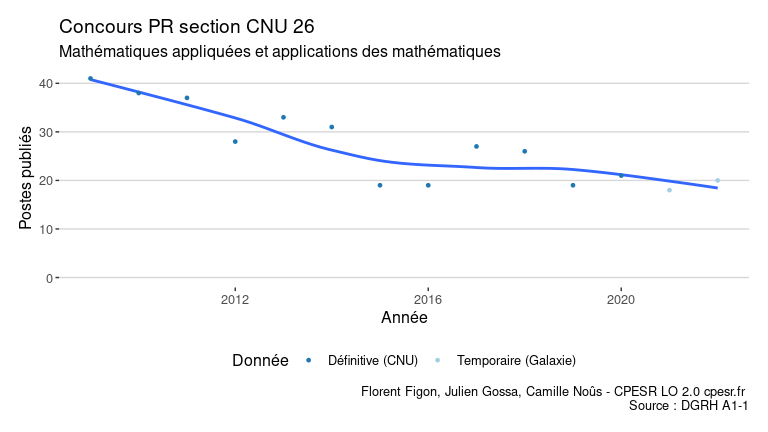 Concours PR section CNU 26
Mathématiques appliquées et applications des mathématiques
Postes publiés
40
30
20
10
0
2012
2016
2020
Année
Donnée
Définitive (CNU)
Temporaire (Galaxie)
Florent Figon, Julien Gossa, Camille Noûs - CPESR LO 2.0 cpesr.fr
Source : DGRH A1-1